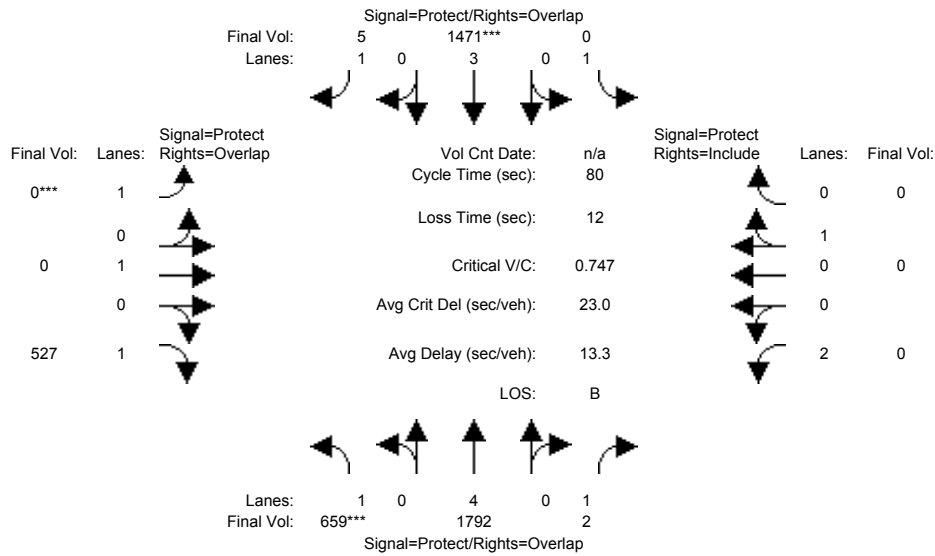 Signal=Protect/Rights=Overlap
Final Vol: 5 1471*** 0
Lanes: 1 0 3 0 1
Signal=Protect
Final Vol: Lanes: Rights=Overlap
Vol Cnt Date: n/a
Signal=Protect
Rights=Include Lanes: Final Vol:
Cycle Time (sec): 80
0*** 1 0 0
Loss Time (sec): 12
0 1
0 1 Critical V/C: 0.747 0 0
0 Avg Crit Del (sec/veh): 23.0 0
527 1 Avg Delay (sec/veh): 13.3 2 0
LOS: B
Lanes: 1 0 4 0 1
Final Vol: 659*** 1792 2
Signal=Protect/Rights=Overlap